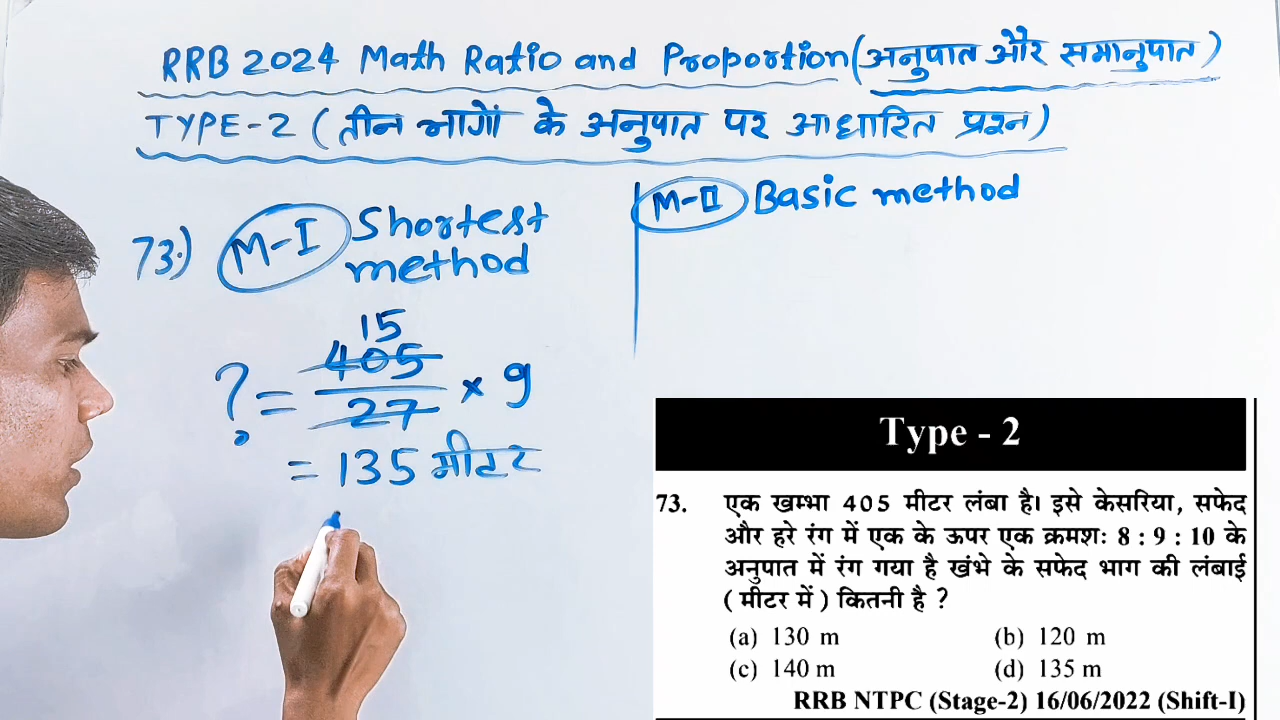 RRB 2024 Math Ratio and Proportion (अनुपात और समानुपात)
TYPE-2 (तीन भागों के अनुपात पर आधारित प्रश्न)
73.) M-I Shortest method
15
? = 405/27 × 9
= 135 मीटर
M-II Basic method
Type - 2
73. एक खम्भा 405 मीटर लंबा है। इसे केसरिया, सफेद
और हरे रंग में एक के ऊपर एक क्रमशः 8 : 9 : 10 के
अनुपात में रंग गया है खंभे के सफेद भाग की लंबाई
( मीटर में ) कितनी है ?
(a) 130 m (b) 120 m
(c) 140 m (d) 135 m
RRB NTPC (Stage-2) 16/06/2022 (Shift-I)